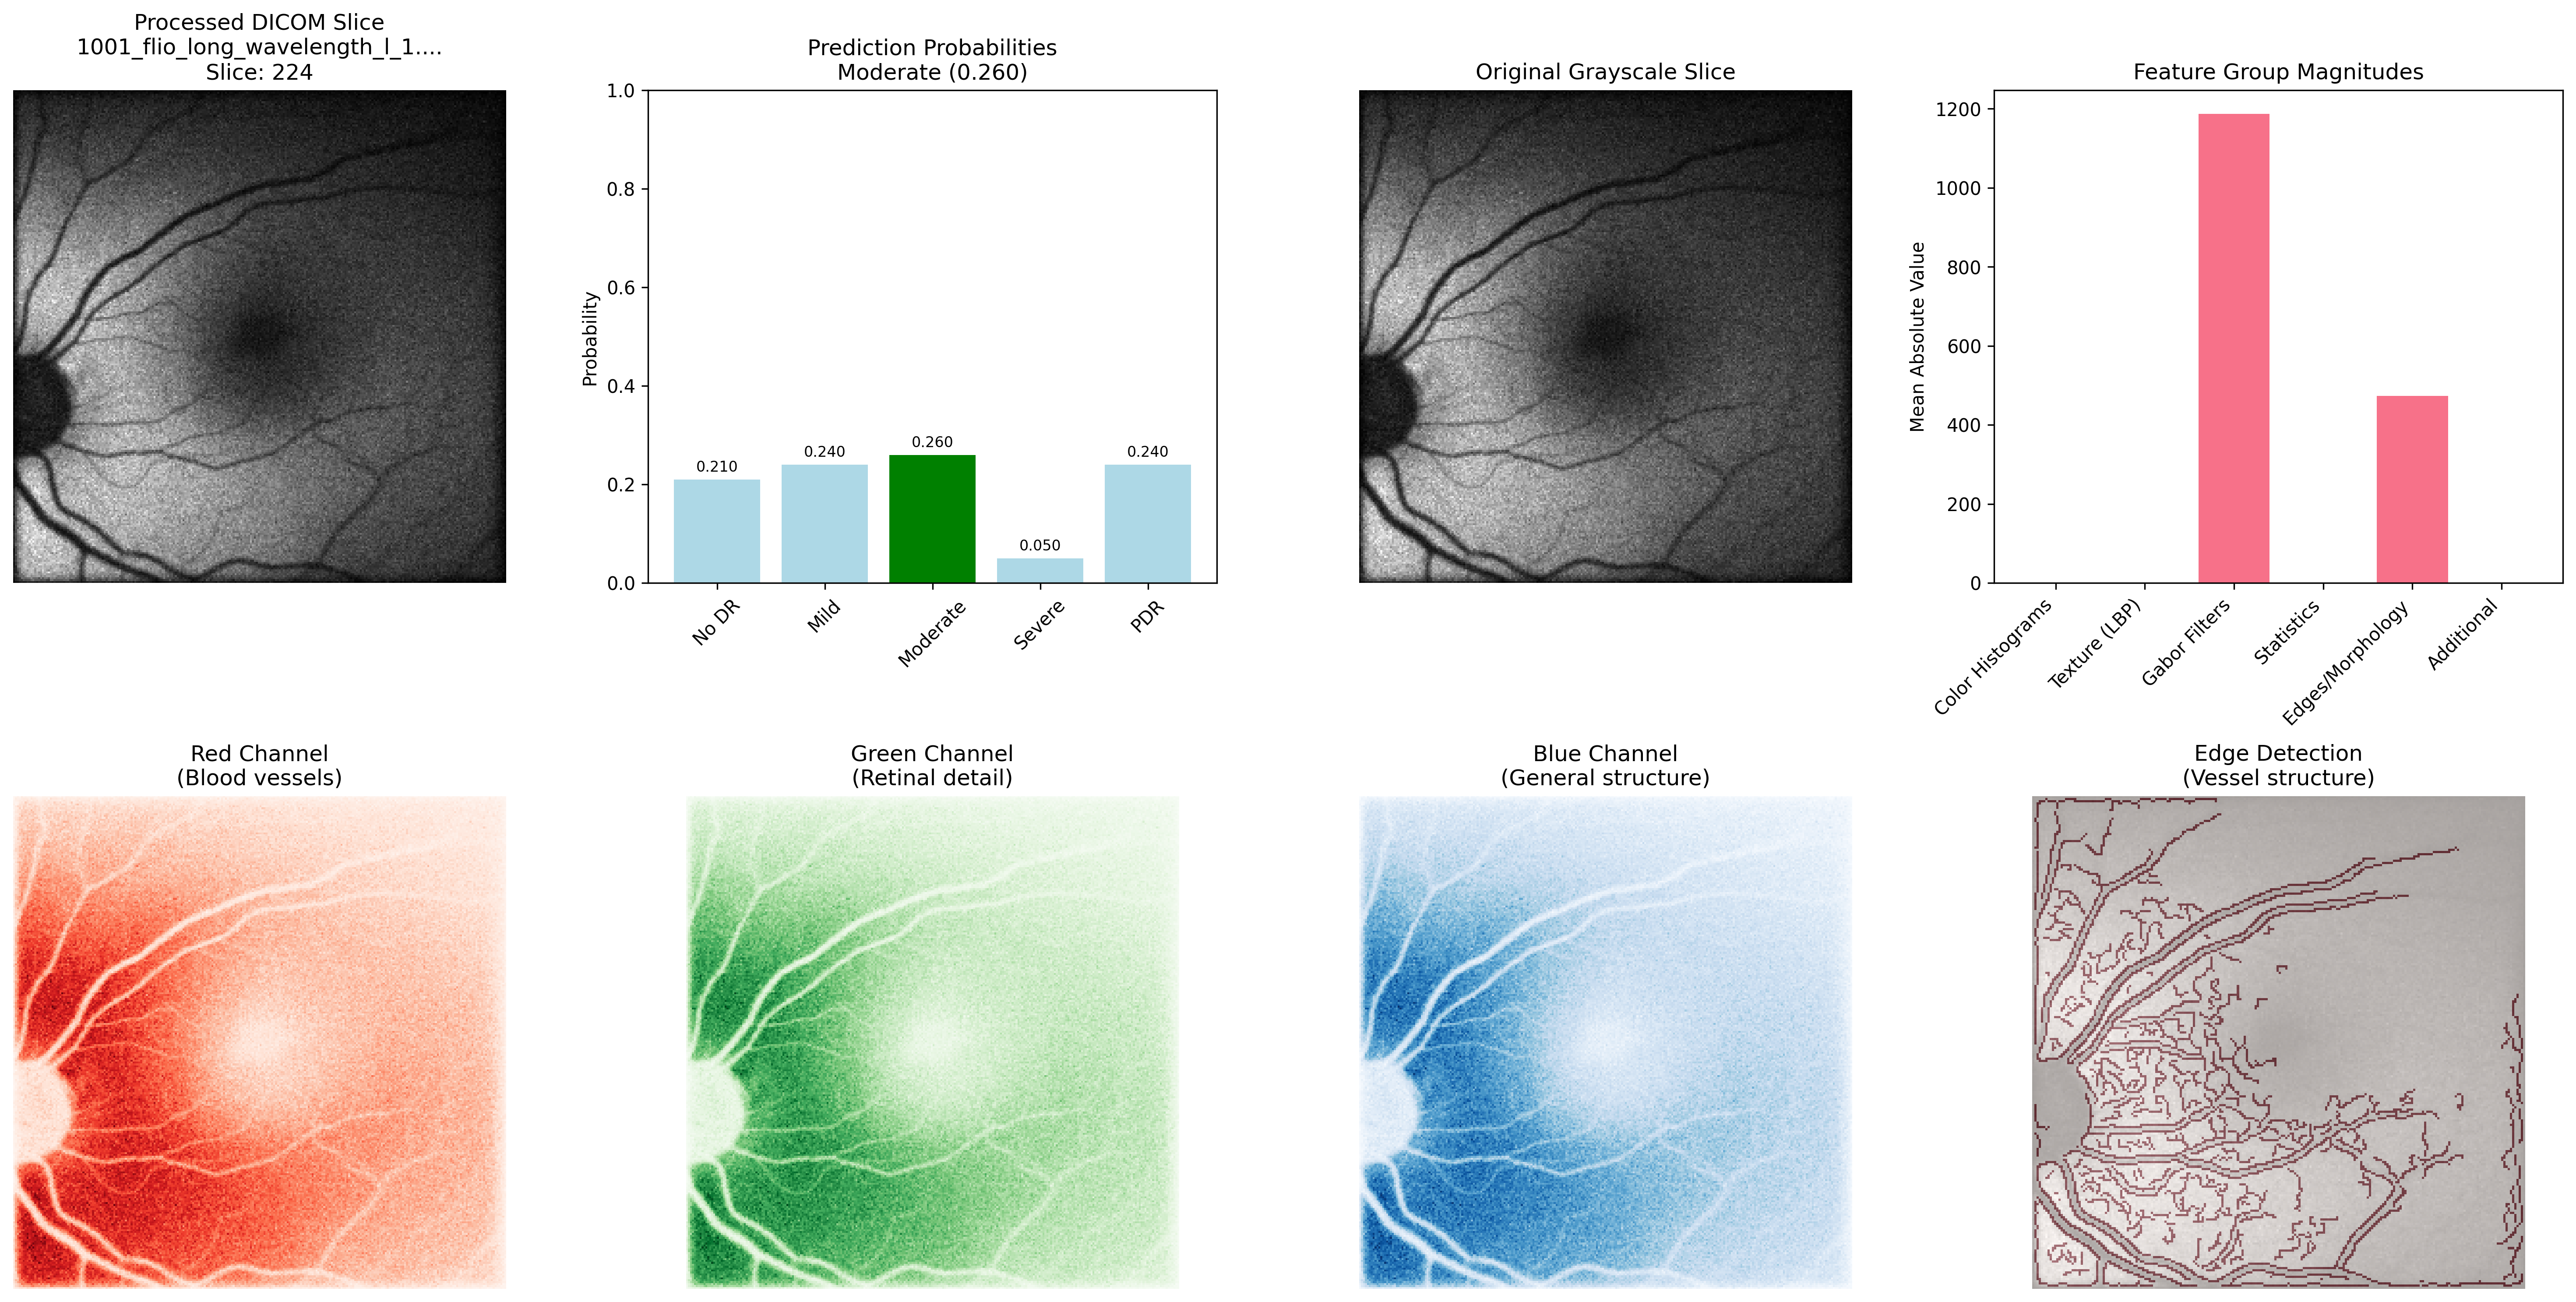 Processed DICOM Slice
1001_flio_long_wavelength_l_1....
Slice: 224
Prediction Probabilities
Moderate (0.260)
Probability
1.0
0.8
0.6
0.4
0.2
0.0
0.210
0.240
0.260
0.050
0.240
No DR
Mild
Moderate
Severe
PDR
Original Grayscale Slice
Feature Group Magnitudes
Mean Absolute Value
1200
1000
800
600
400
200
0
Color Histograms
Texture (LBP)
Gabor Filters
Statistics
Edges/Morphology
Additional
Red Channel
(Blood vessels)
Green Channel
(Retinal detail)
Blue Channel
(General structure)
Edge Detection
(Vessel structure)